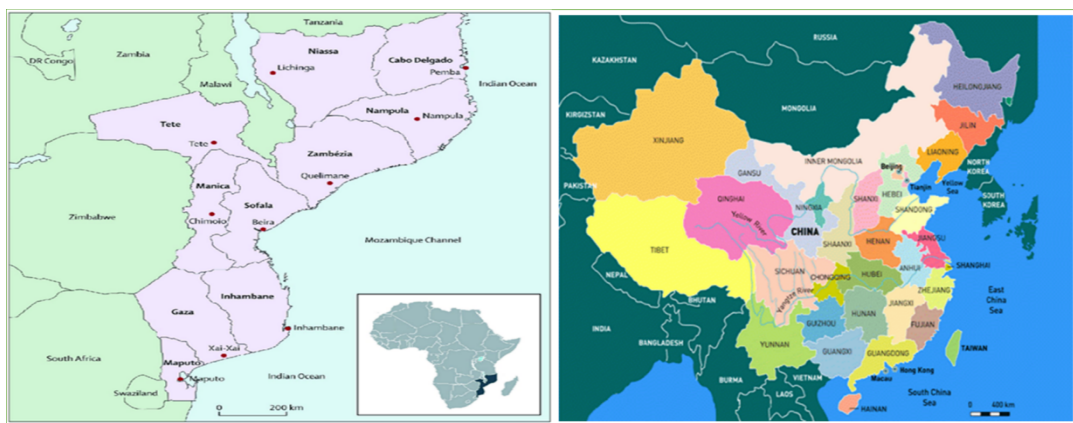 Tanzania
DR Congo
Zambia
Niassa
Cabo Delgado
Lichinga
Pemba
Malawi
Indian Ocean
Nampula
Nampula
Tete
Tete
Zambézia
Quelimane
Manica
Sofala
Chimoio
Beira
Zimbabwe
Mozambique Channel
Inhambane
Gaza
Inhambane
Xai-Xai
South Africa
Maputo
Maputo
Indian Ocean
Swaziland
0 200 km
RUSSIA
KAZAKHSTAN
HEILONGJIANG
MONGOLIA
KIRGIZSTAN
JILIN
XINJIANG
LIAONING
INNER MONGOLIA
Beijing
NORTH
KOREA
GANSU
PAKISTAN
Tianjin
Yellow
Sea
HEBEI
SHANXI
SOUTH
KOREA
QINGHAI
NINGXIA
SHANDONG
Yellow River
CHINA
HENAN
JIANGSU
SHAANXI
TIBET
SHANGHAI
SICHUAN
CHONGQING
HUBEI
ANHUI
NEPAL
ZHEJIANG
Yangtze River
East
China
Sea
BHUTAN
JIANGXI
HUNAN
GUIZHOU
FUJIAN
INDIA
BANGLADESH
YUNNAN
TAIWAN
GUANGXI
GUANGDONG
Hong Kong
Macau
BURMA
VIETNAM
LAOS
South China
Sea
HAINAN
0 400 km